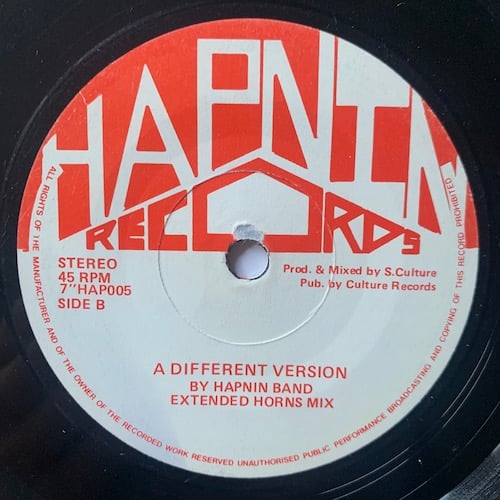 HAPNIN
RECORDS
STEREO
45 RPM
7"HAP005
SIDE B
Prod. & Mixed by S.Culture
Pub. by Culture Records
A DIFFERENT VERSION
BY HAPNIN BAND
EXTENDED HORNS MIX
ALL RIGHTS OF THE MANUFACTURER AND OF THE OWNER OF THE RECORDED WORK RESERVED UNAUTHORISED PUBLIC PERFORMANCE BROADCASTING AND COPYING OF THIS RECORD PROHIBITED